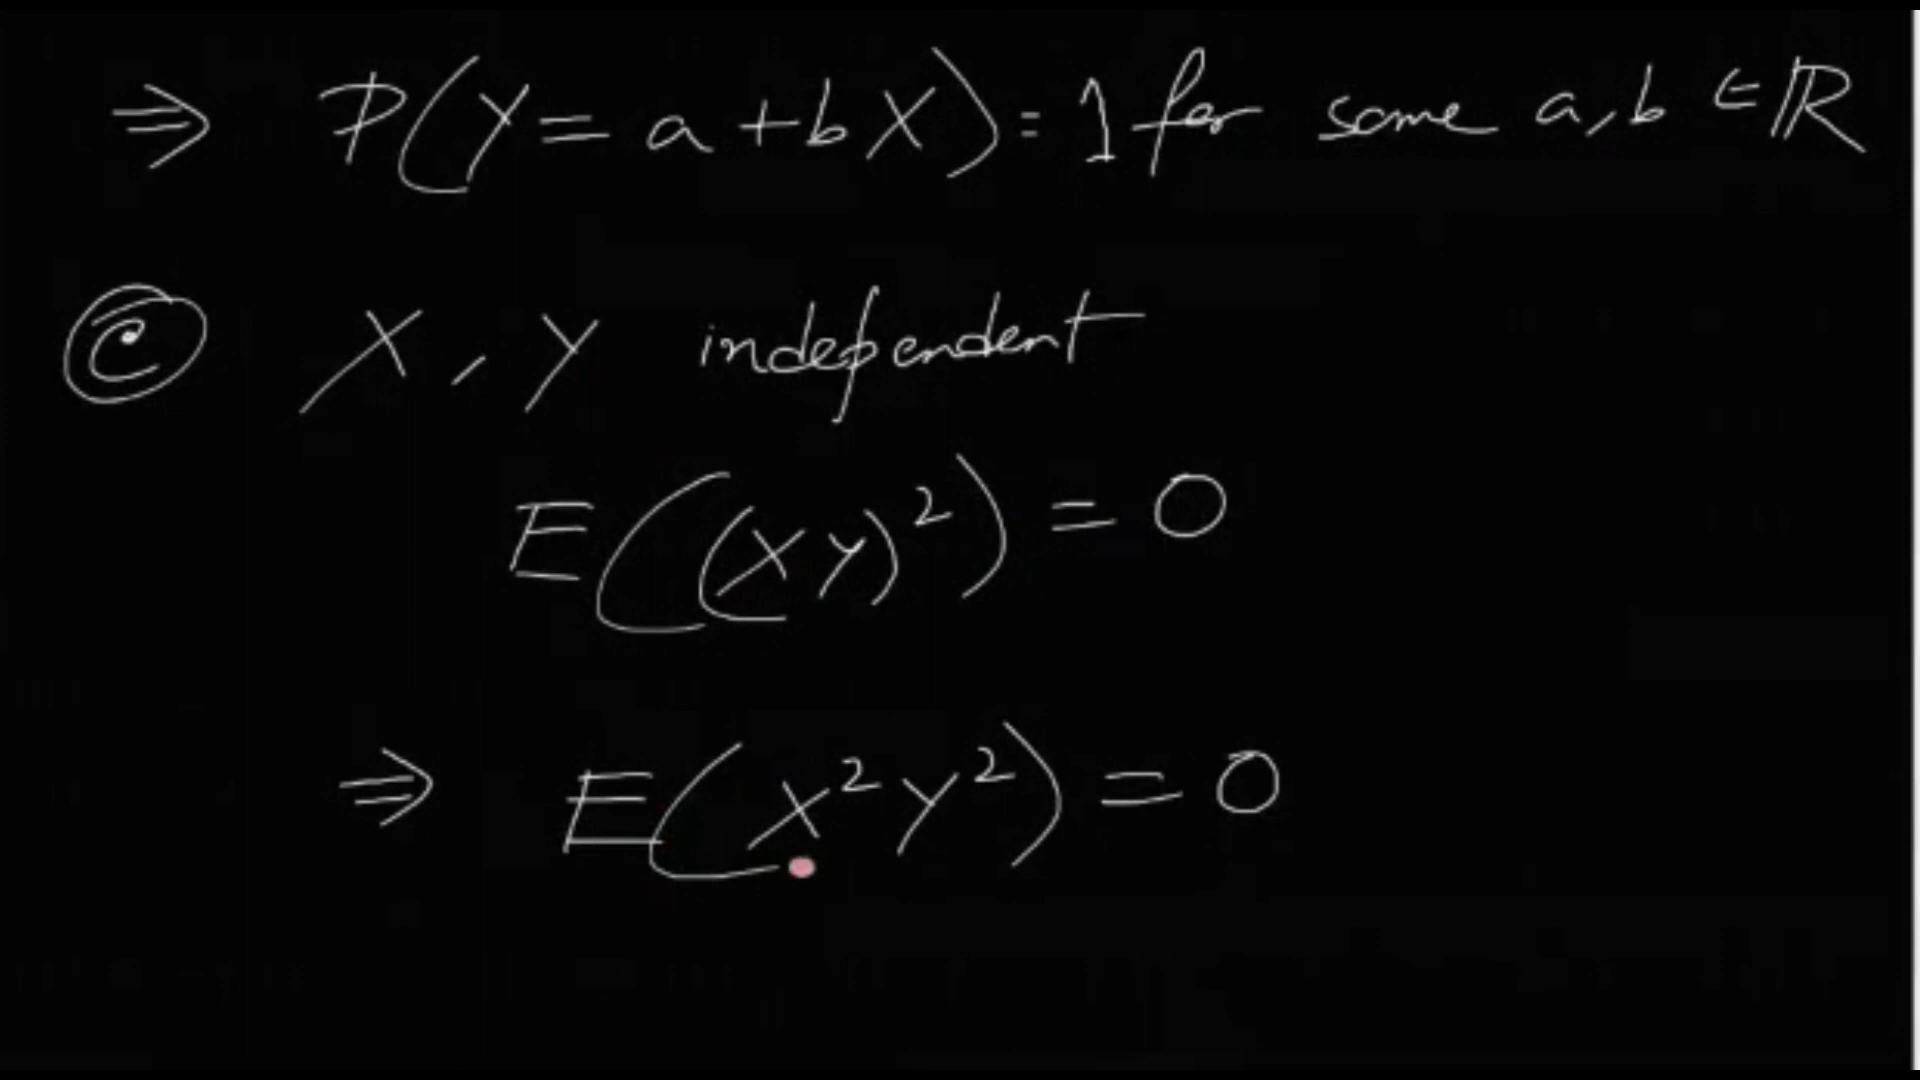 ⇒ P(Y = a + bX) = 1 for some a, b ∈ ℝ
ⓒ X, Y independent
E((XY)²) = 0
⇒ E(X²Y²) = 0